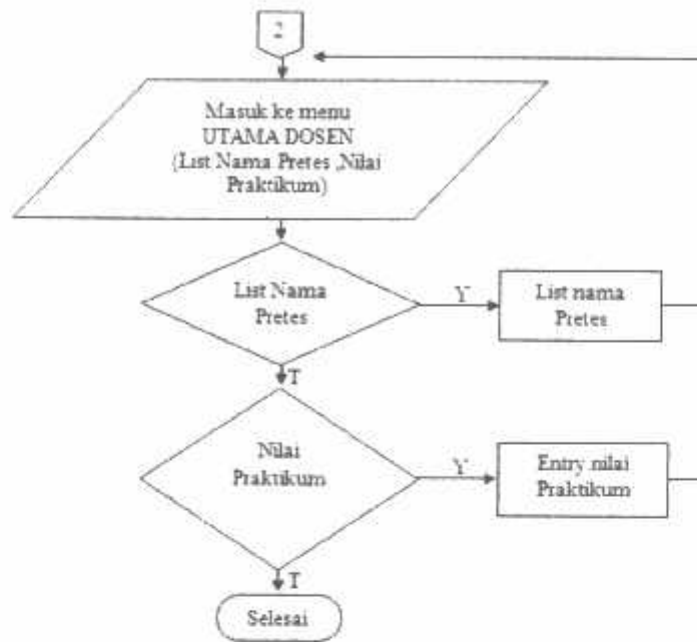 2
Masuk ke menu
UTAMA DOSEN
(List Nama Pretes ,Nilai
Praktikum)
List Nama
Pretes
Y
List nama
Pretes
T
Nilai
Praktikum
Y
Entry nilai
Praktikum
T
Selesai